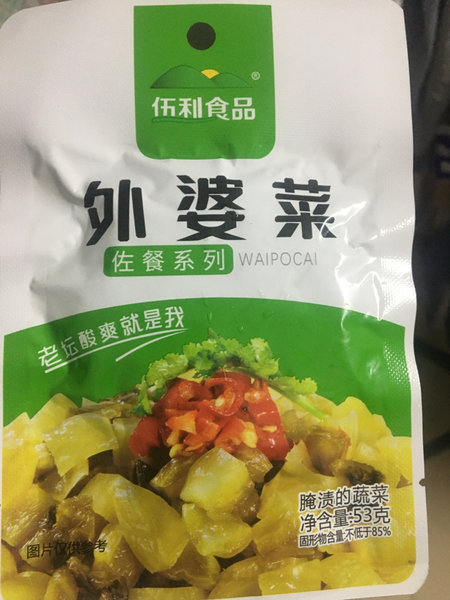 ®
伍利食品
外婆菜
佐餐系列 WAIPOCAI
老坛酸爽就是我
腌渍的蔬菜
净含量:53克
固形物含量:不低于85%
图片仅供参考